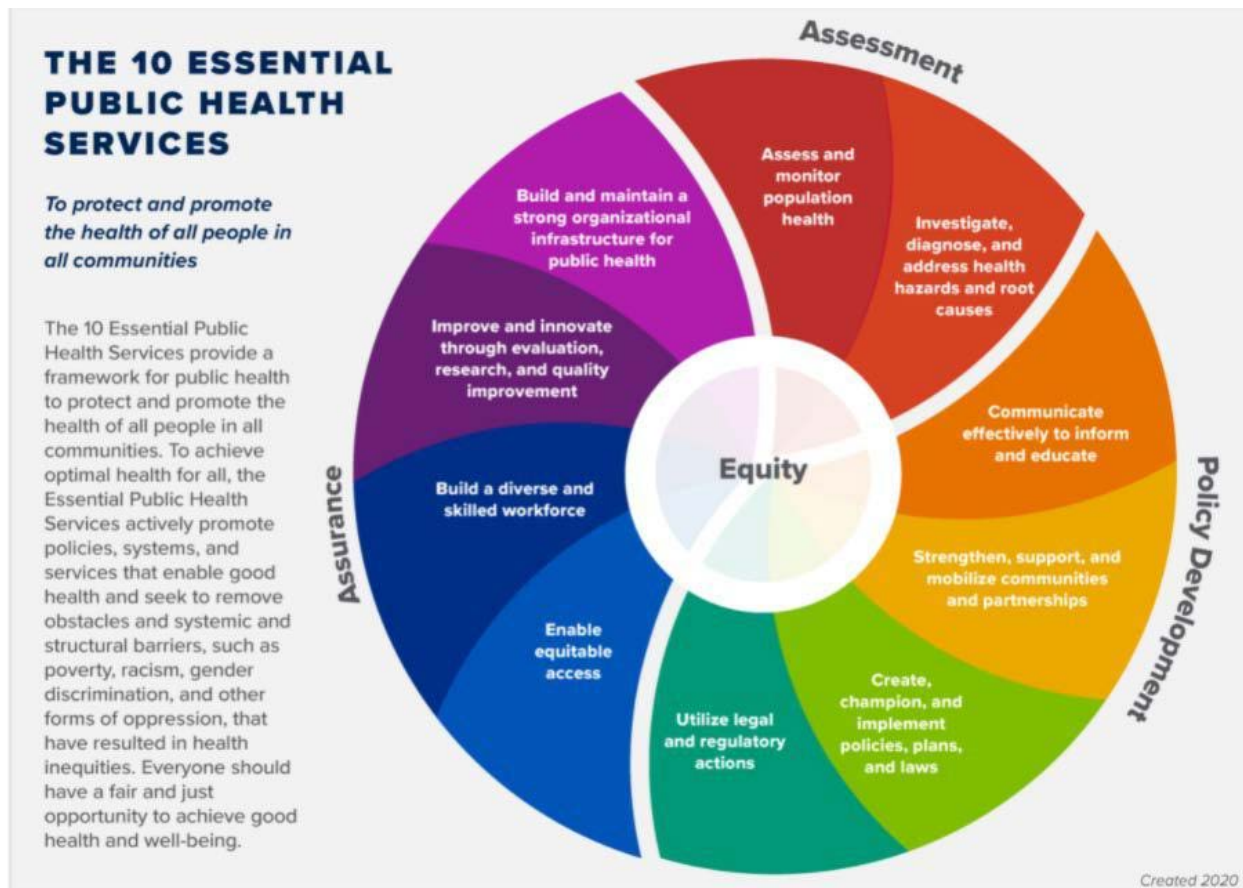 THE 10 ESSENTIAL
PUBLIC HEALTH
SERVICES
To protect and promote
the health of all people in
all communities
The 10 Essential Public
Health Services provide a
framework for public health
to protect and promote the
health of all people in all
communities. To achieve
optimal health for all, the
Essential Public Health
Services actively promote
policies, systems, and
services that enable good
health and seek to remove
obstacles and systemic and
structural barriers, such as
poverty, racism, gender
discrimination, and other
forms of oppression, that
have resulted in health
inequities. Everyone should
have a fair and just
opportunity to achieve good
health and well-being.
Assessment
Assess and
monitor
population
health
Investigate,
diagnose, and
address health
hazards and root
causes
Policy Development
Communicate
effectively to inform
and educate
Strengthen, support, and
mobilize communities
and partnerships
Create,
champion, and
implement
policies, plans,
and laws
Utilize legal
and regulatory
actions
Assurance
Enable
equitable
access
Build a diverse and
skilled workforce
Improve and innovate
through evaluation,
research, and quality
improvement
Build and maintain a
strong organizational
infrastructure for
public health
Equity
Created 2020